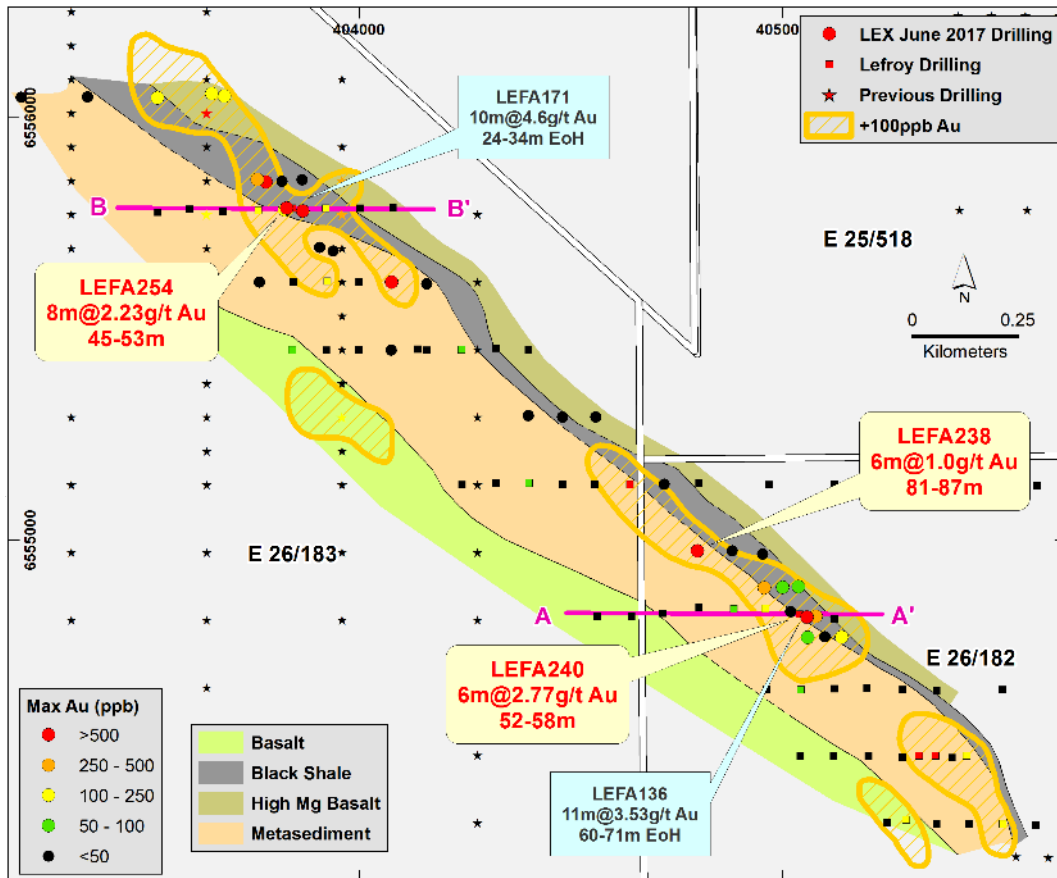 404000
405000
6556000
6555000
LEX June 2017 Drilling
Lefroy Drilling
Previous Drilling
+100ppb Au
LEFA171
10m@4.6g/t Au
24-34m EoH
B
B'
E 25/518
LEFA254
8m@2.23g/t Au
45-53m
N
0
0.25
Kilometers
LEFA238
6m@1.0g/t Au
81-87m
E 26/183
A
A'
E 26/182
LEFA240
6m@2.77g/t Au
52-58m
LEFA136
11m@3.53g/t Au
60-71m EoH
Max Au (ppb)
>500
250 - 500
100 - 250
50 - 100
<50
Basalt
Black Shale
High Mg Basalt
Metasediment